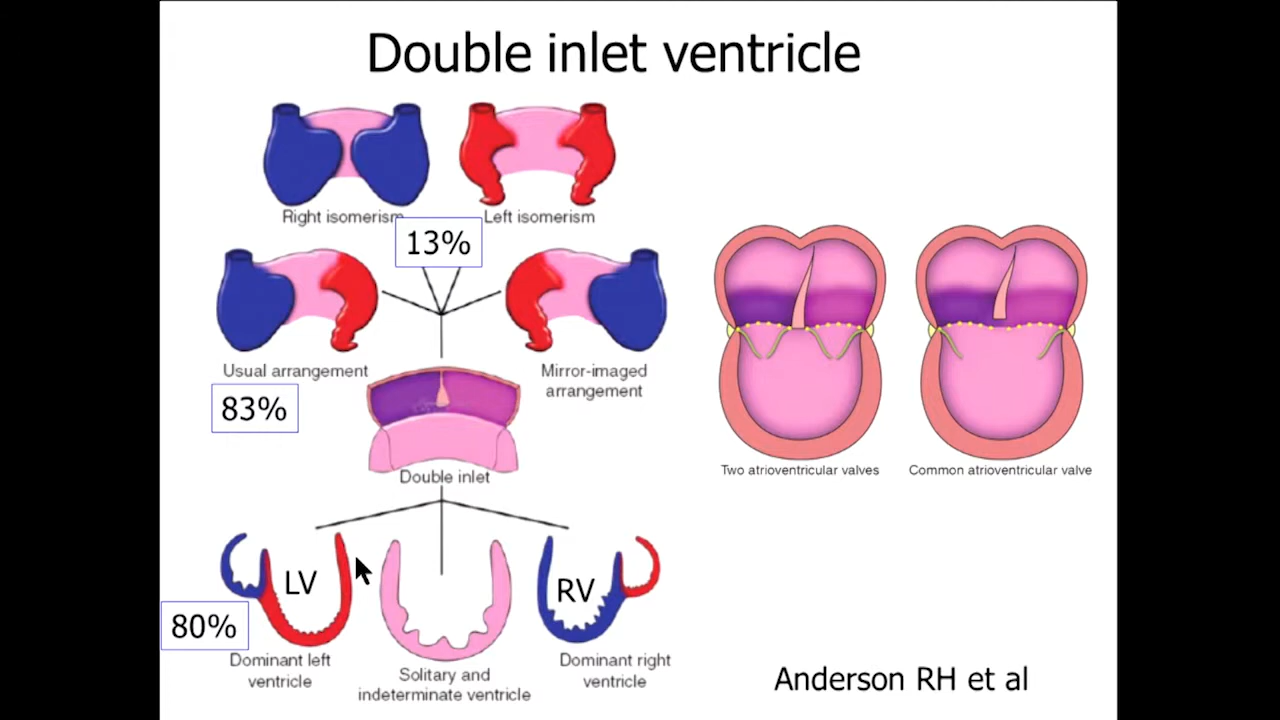 Double inlet ventricle
Right isomerism
Left isomerism
13%
Usual arrangement
Mirror-imaged
arrangement
83%
Double inlet
Two atrioventricular valves
Common atrioventricular valve
LV
RV
80%
Dominant left
ventricle
Solitary and
indeterminate ventricle
Dominant right
ventricle
Anderson RH et al